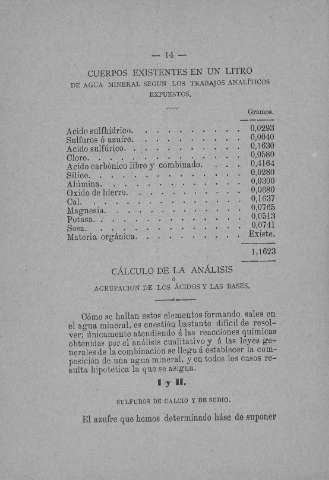 — 14 —
CUERPOS EXISTENTES EN UN LITRO
DE AGUA MINERAL SEGUN LOS TRABAJOS ANALÍTICOS
EXPUESTOS.
Gramos.
Acido sulfhídrico. . . . . . . . . . . 0,0293
Sulfuros ó azufre. . . . . . . . . . . 0,0040
Acido sulfúrico. . . . . . . . . . . . 0,1630
Cloro. . . . . . . . . . . . . . . 0,0580
Acido carbónico libre y combinado. . . . . 0,4164
Sílice. . . . . . . . . . . . . . . 0,0280
Alúmina. . . . . . . . . . . . . . 0,0390
Oxido de hierro. . . . . . . . . . . . 0,0080
Cal. . . . . . . . . . . . . . . . 0,1637
Magnesia. . . . . . . . . . . . . . 0,0765
Potasa. . . . . . . . . . . . . . . 0,0513
Sosa. . . . . . . . . . . . . . . . 0,0741
Materia orgánica. . . . . . . . . . . Existe.
1,1623
CÁLCULO DE LA ANÁLISIS
ó
AGRUPACION DE LOS ÁCIDOS Y LAS BASES.
Cómo se hallan estos elementos formando sales en
el agua mineral, es cuestion bastante dificil de resol-
ver; únicamente atendiendo á las reacciones químicas
obtenidas por el análisis cualitativo y á las leyes ge-
nerales de la combinacion se llega á establecer la com-
posicion de una agua mineral, y en todos los casos re-
sulta hipotética la que se asigna.
I y II.
SULFUROS DE CALCIO Y DE SODIO.
El azufre que hemos determinado háse de suponer